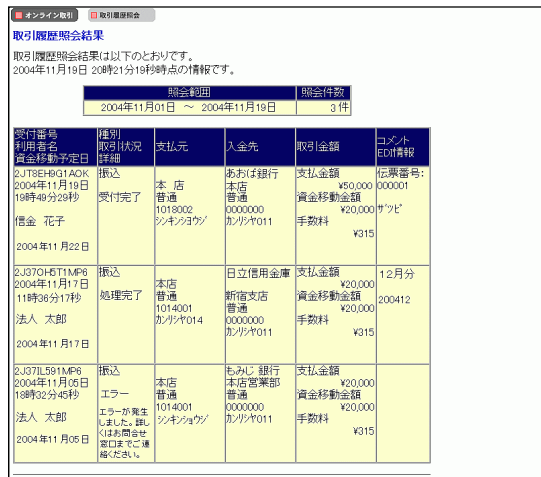 オンライン取引 取引履歴照会
取引履歴照会結果
取引履歴照会結果は以下のとおりです。
2004年11月19日 20時21分19秒時点の情報です。
照会範囲 照会件数
2004年11月01日 ～ 2004年11月19日 3件
受付番号
利用者名
資金移動予定日
種別
取引状況
詳細
支払元
入金先
取引金額
コメント
EDI情報
2JT8EH9G1AOK
2004年11月19日
19時49分29秒
信金 花子
2004年11月22日
振込
受付完了
本 店
普通
1018002
シンキンショウジ
あおば銀行
本店
普通
0000000
カンリシヤ011
支払金額
¥50,000
資金移動金額
¥20,000
手数料
¥315
伝票番号:
000001
ｻﾞﾂﾋﾟ
2J37OH5T1MP6
2004年11月17日
11時36分17秒
法人 太郎
2004年11月17日
振込
処理完了
本店
普通
1014001
カンリシヤ014
日立信用金庫
新宿支店
普通
0000000
カンリシヤ011
支払金額
¥20,000
資金移動金額
¥20,000
手数料
¥315
12月分
200412
2J37IL591MP6
2004年11月05日
18時32分45秒
法人 太郎
2004年11月05日
振込
エラー
エラーが発生
しました。詳し
くはお問合せ
窓口までご連
絡ください。
本店
普通
1014001
シンキンショウジ
もみじ 銀行
本店営業部
普通
0000000
カンリシヤ011
支払金額
¥20,000
資金移動金額
¥20,000
手数料
¥315